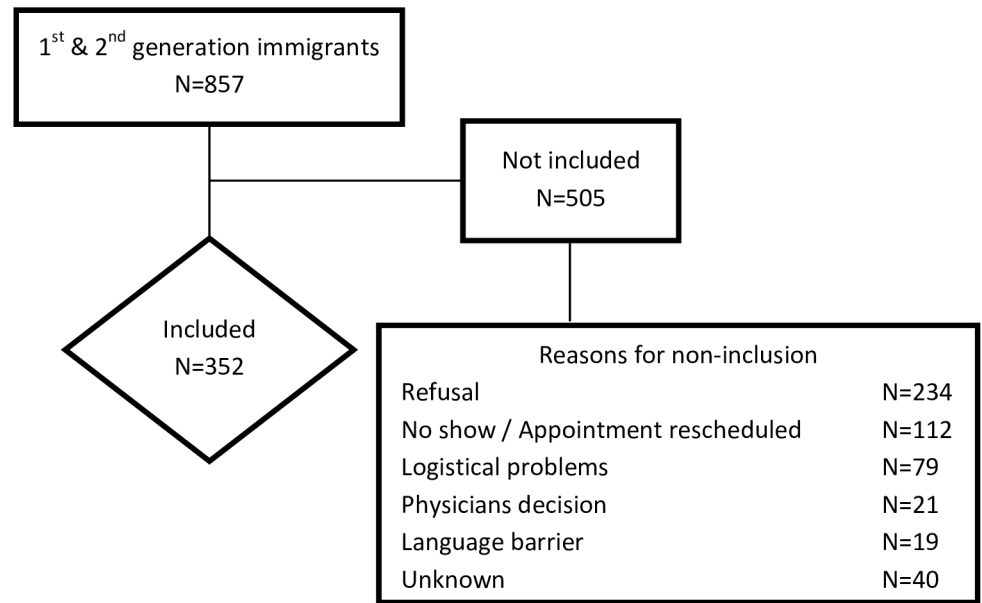 1st & 2nd generation immigrants
N=857
Not included
N=505
Included
N=352
Reasons for non-inclusion
Refusal N=234
No show / Appointment rescheduled N=112
Logistical problems N=79
Physicians decision N=21
Language barrier N=19
Unknown N=40